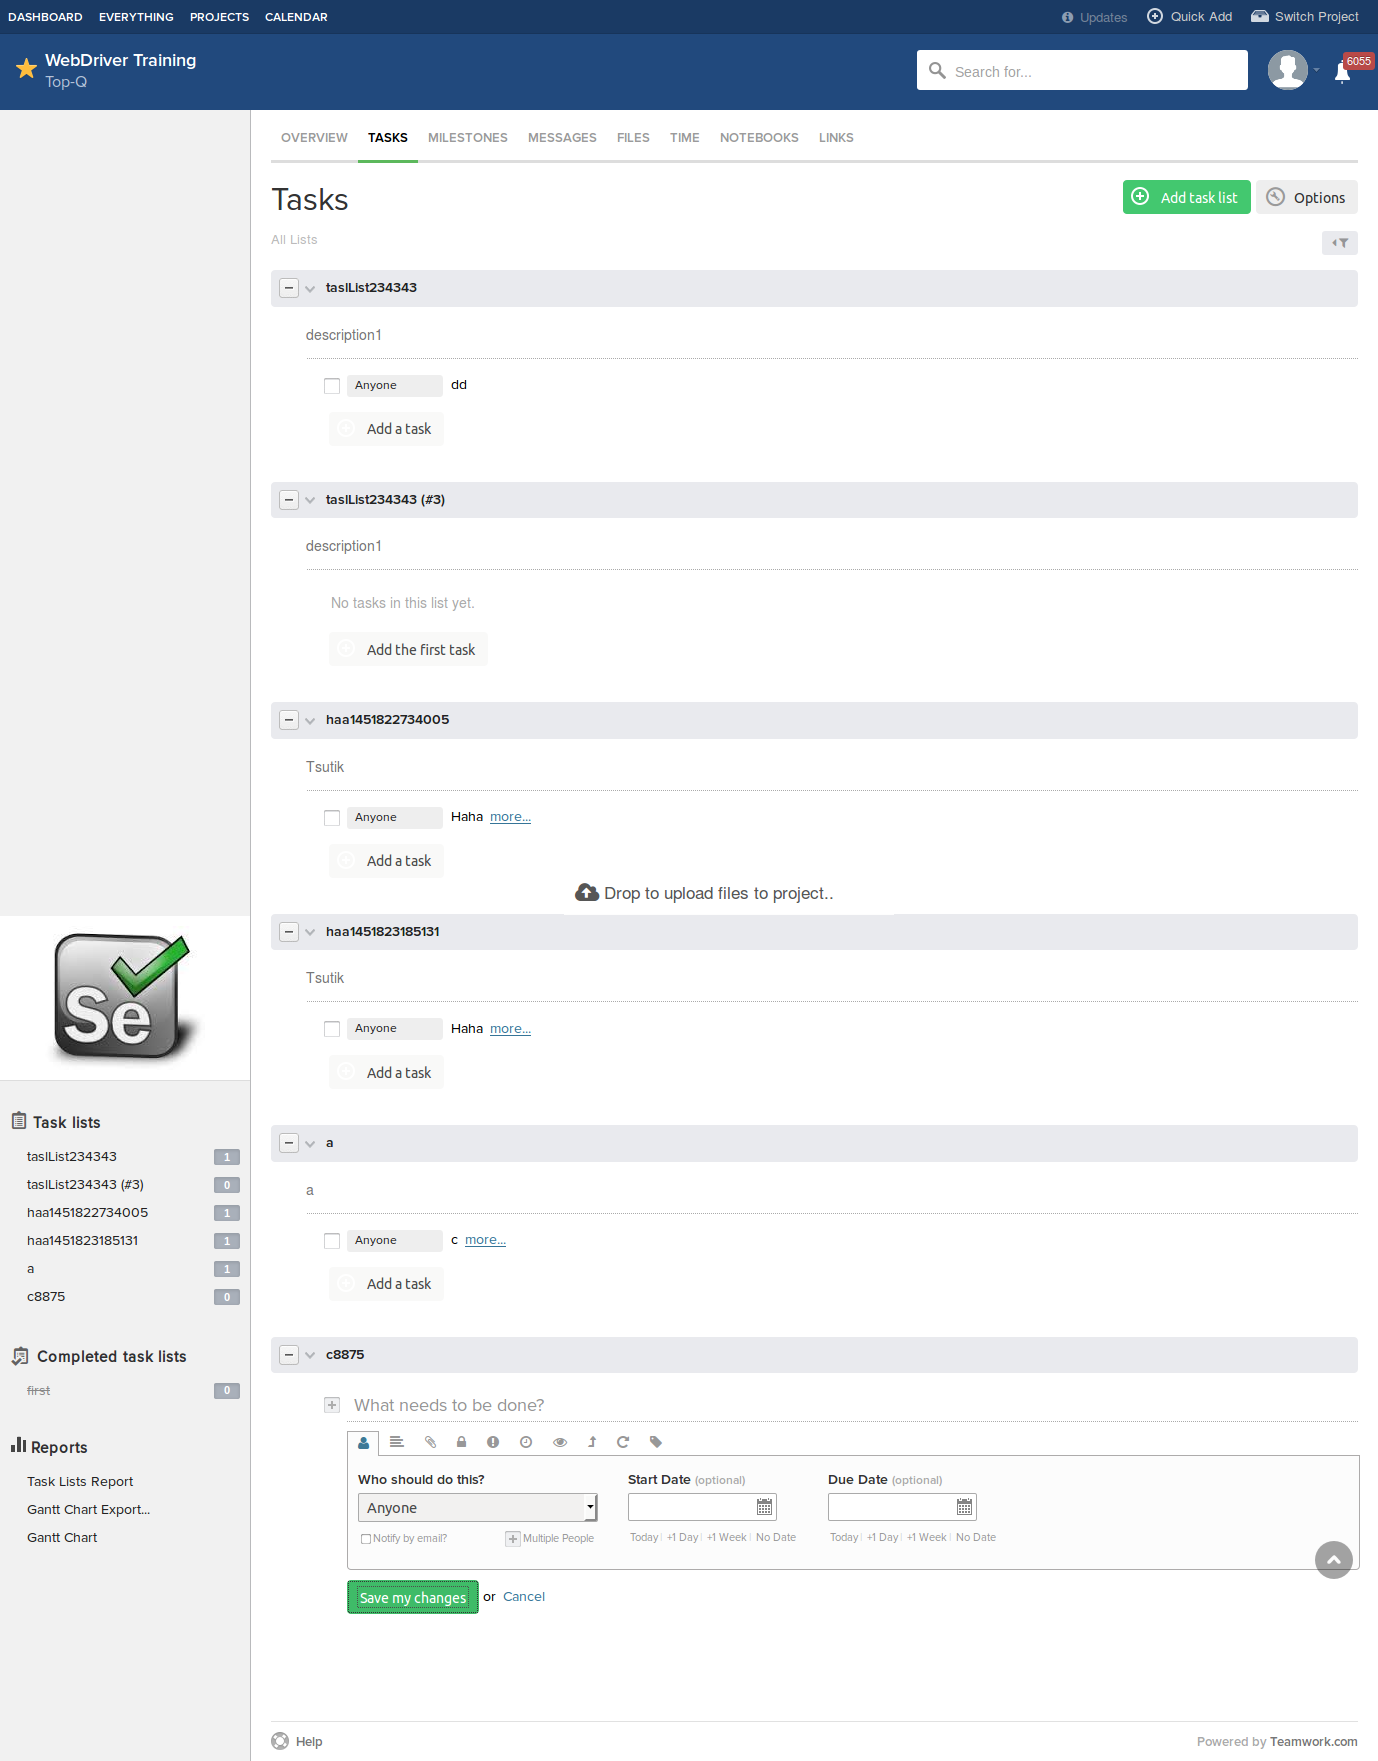 DASHBOARD EVERYTHING PROJECTS CALENDAR Updates Quick Add Switch Project
WebDriver Training
Top-Q
Search for...
6055
OVERVIEW TASKS MILESTONES MESSAGES FILES TIME NOTEBOOKS LINKS
Tasks
Add task list Options
All Lists
taslList234343
description1
Anyone dd
Add a task
taslList234343 (#3)
description1
No tasks in this list yet.
Add the first task
haa1451822734005
Tsutik
Anyone Haha more...
Add a task
Drop to upload files to project..
haa1451823185131
Tsutik
Anyone Haha more...
Add a task
a
a
Anyone c more...
Add a task
c8875
What needs to be done?
Who should do this? Start Date (optional) Due Date (optional)
Anyone
Notify by email? Multiple People Today +1 Day +1 Week No Date Today +1 Day +1 Week No Date
Save my changes or Cancel
Se
Task lists
taslList234343 1
taslList234343 (#3) 0
haa1451822734005 1
haa1451823185131 1
a 1
c8875 0
Completed task lists
first 0
Reports
Task Lists Report
Gantt Chart Export...
Gantt Chart
Help Powered by Teamwork.com